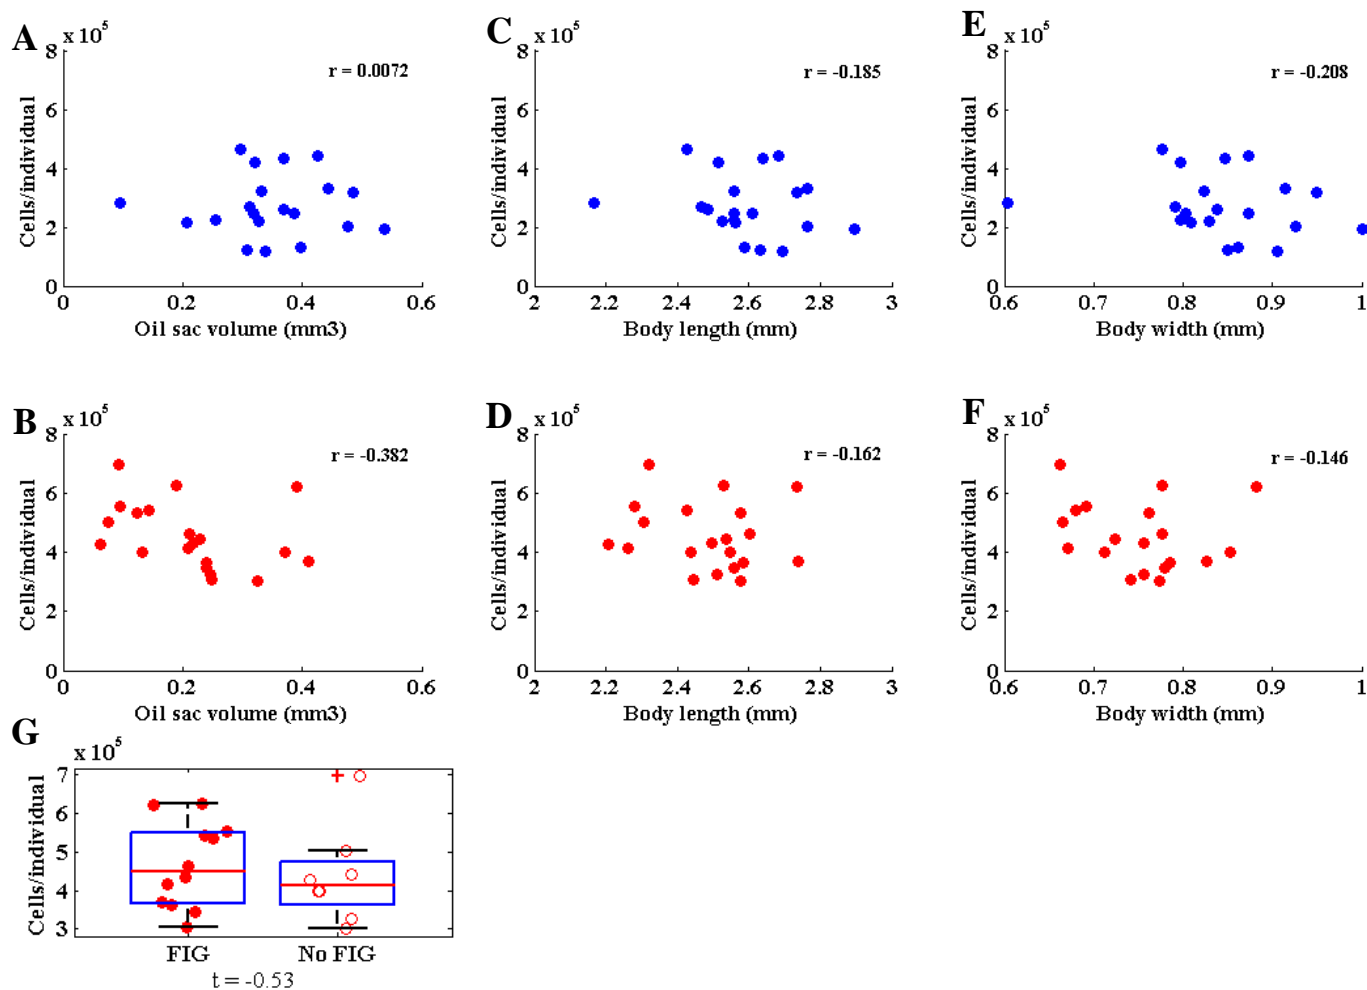 A
x 10^5
8
6
4
2
0
Cells/individual
r = 0.0072
0 0.2 0.4 0.6
Oil sac volume (mm3)
C
x 10^5
8
6
4
2
0
Cells/individual
r = -0.185
2 2.2 2.4 2.6 2.8 3
Body length (mm)
E
x 10^5
8
6
4
2
0
Cells/individual
r = -0.208
0.6 0.7 0.8 0.9 1
Body width (mm)
B
x 10^5
8
6
4
2
0
Cells/individual
r = -0.382
0 0.2 0.4 0.6
Oil sac volume (mm3)
D
x 10^5
8
6
4
2
0
Cells/individual
r = -0.162
2 2.2 2.4 2.6 2.8 3
Body length (mm)
F
x 10^5
8
6
4
2
0
Cells/individual
r = -0.146
0.6 0.7 0.8 0.9 1
Body width (mm)
G
x 10^5
7
6
5
4
3
Cells/individual
FIG No FIG
t = -0.53